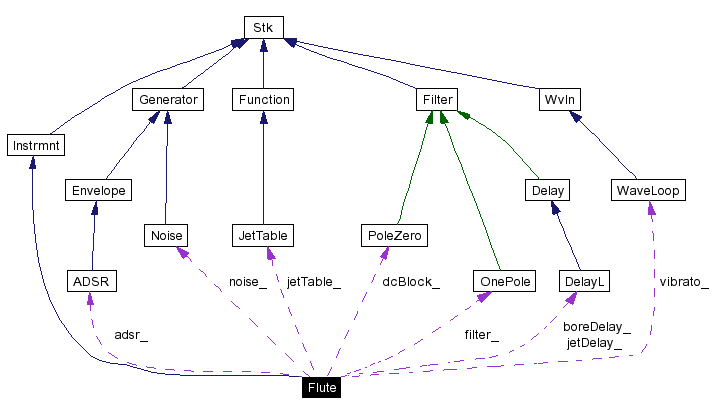 Stk
Generator
Function
Filter
WvIn
Instrmnt
Envelope
Delay
WaveLoop
Noise
JetTable
PoleZero
ADSR
OnePole
DelayL
noise_
jetTable_
dcBlock_
vibrato_
adsr_
filter_
boreDelay_
jetDelay_
Flute